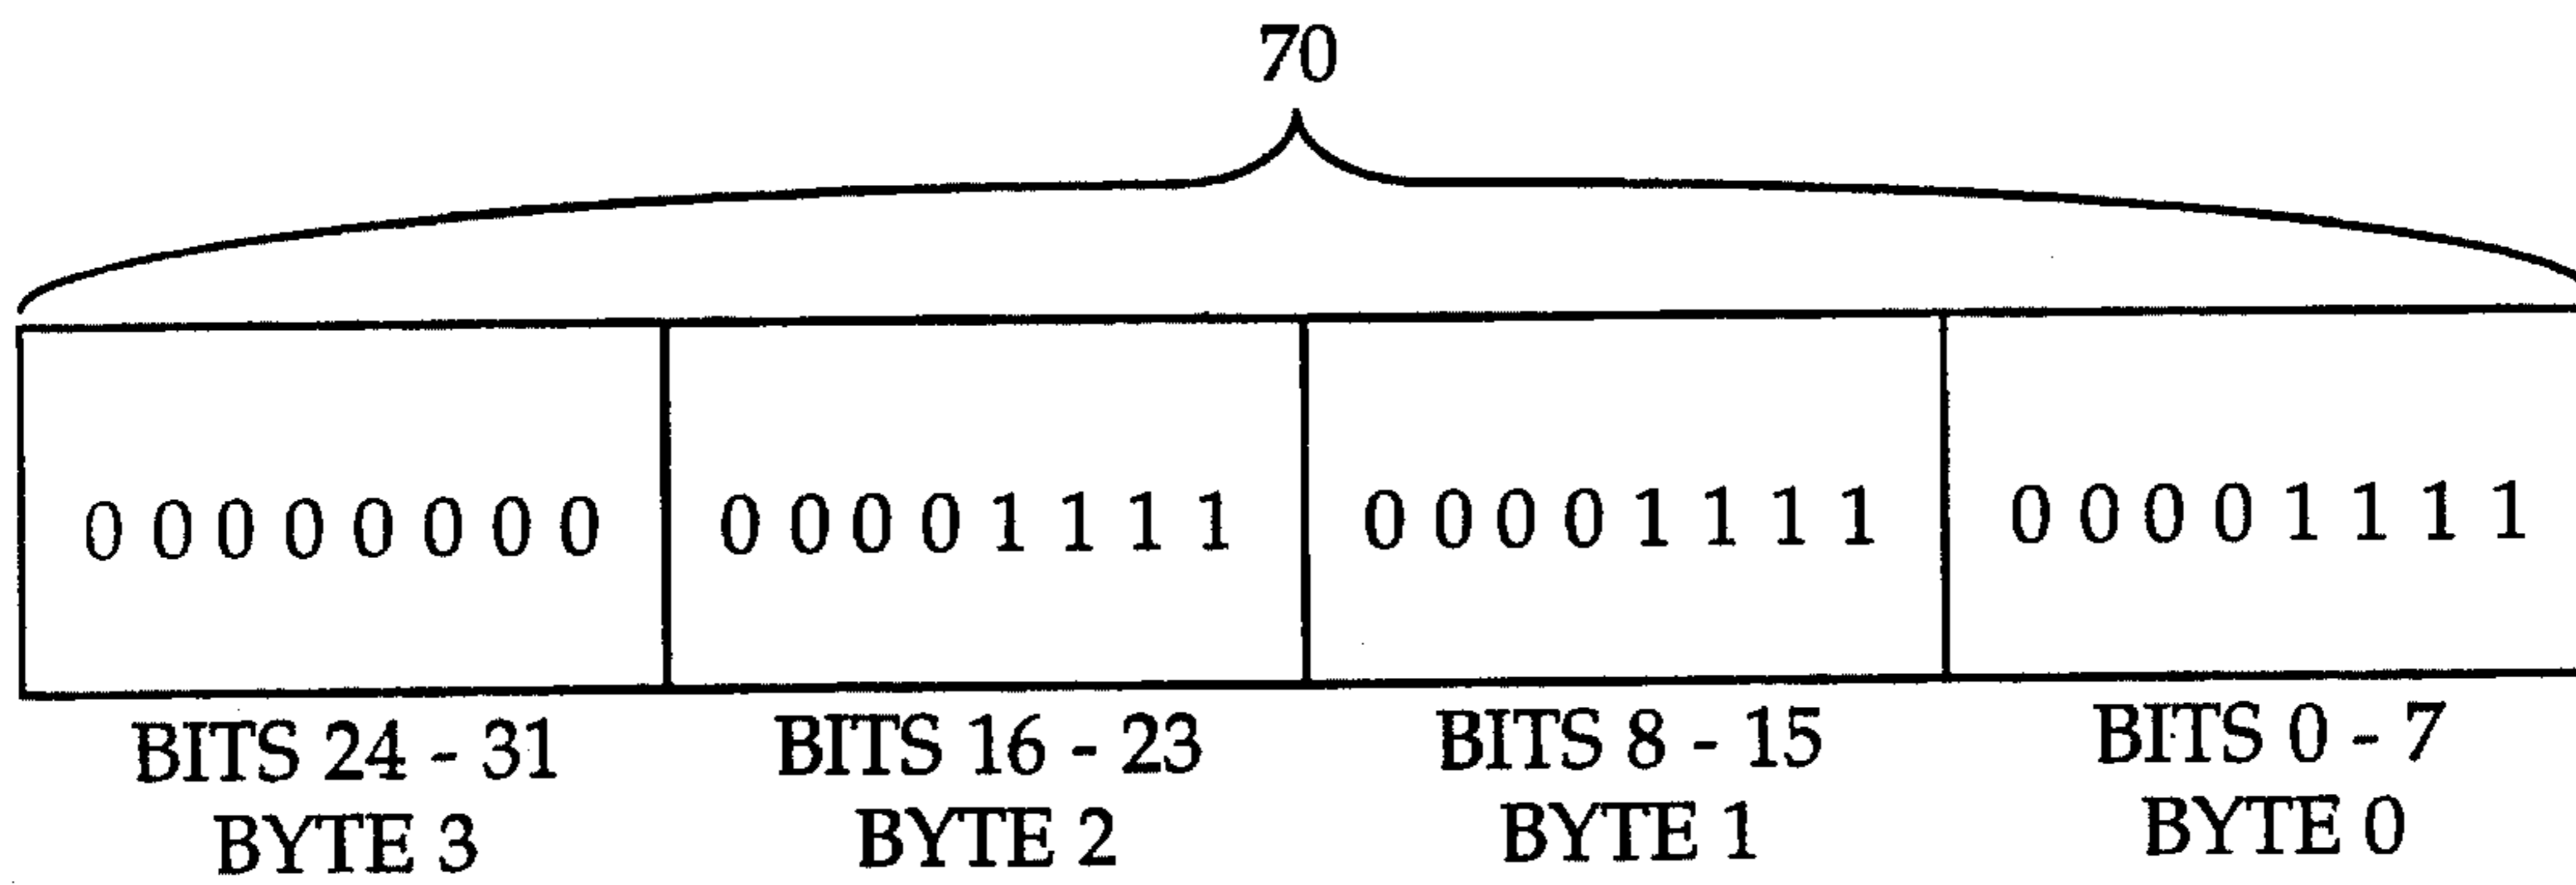 70
0 0 0 0 0 0 0 0 0 0 0 0 1 1 1 1 0 0 0 0 1 1 1 1 0 0 0 0 1 1 1 1
BITS 24 - 31 BITS 16 - 23 BITS 8 - 15 BITS 0 - 7
BYTE 3 BYTE 2 BYTE 1 BYTE 0